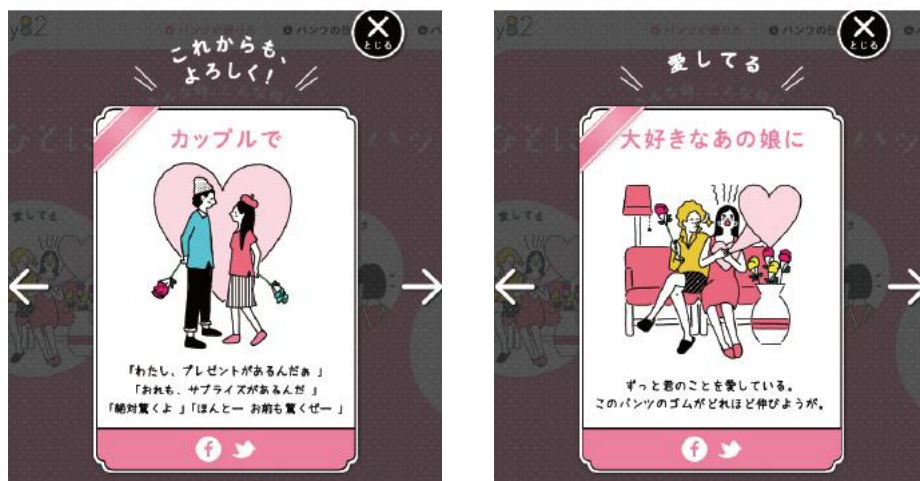 y82
パンツの日
とじる
これからも、
よろしく！
カップルで
愛してる
「わたし、プレゼントがあるんだぁ 」
「おれも、サプライズがあるんだ 」
「絶対驚くよ 」「ほんとー お前も驚くぜー 」
f
y82
パンツの日
とじる
愛してる
大好きなあの娘に
ずっと君のことを愛している。
このパンツのゴムがどれほど伸びようが。
f